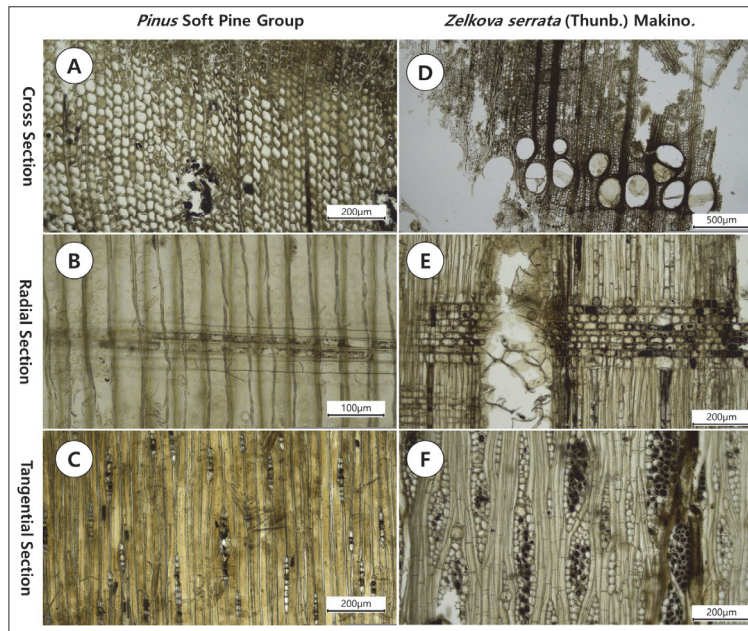 Pinus Soft Pine Group
Zelkova serrata (Thunb.) Makino.
Cross Section
A
200μm
D
500μm
Radial Section
B
100μm
E
200μm
Tangential Section
C
200μm
F
200μm